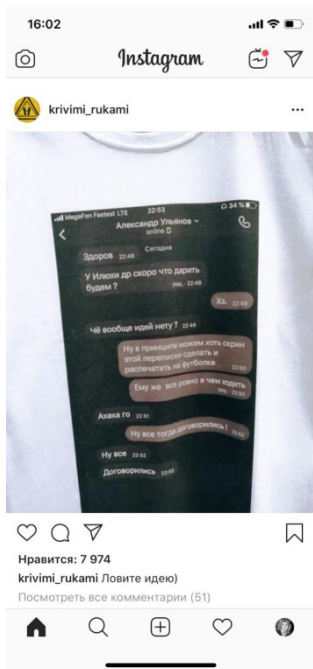 16:02
Instagram
krivimi_rukami
MegaFon Fastest LTE 22:53 34 %
Александр Ульянов
online
Сегодня
Здоров 22:48
У Илюхи др скоро что дарить
будем ? 22:48
Хз. 22:49
Чё вообще идей нету ? 22:49
Ну в принципе можем хоть скрин
этой переписки сделать и
распечатать на футболке 22:50
Ему же все ровно в чем ходить
22:50
Ахаха го 22:51
Ну все тогда договорились ! 22:52
Ну все 22:52
Договорились 22:52
Нравится: 7 974
krivimi_rukami Ловите идею)
Посмотреть все комментарии (51)